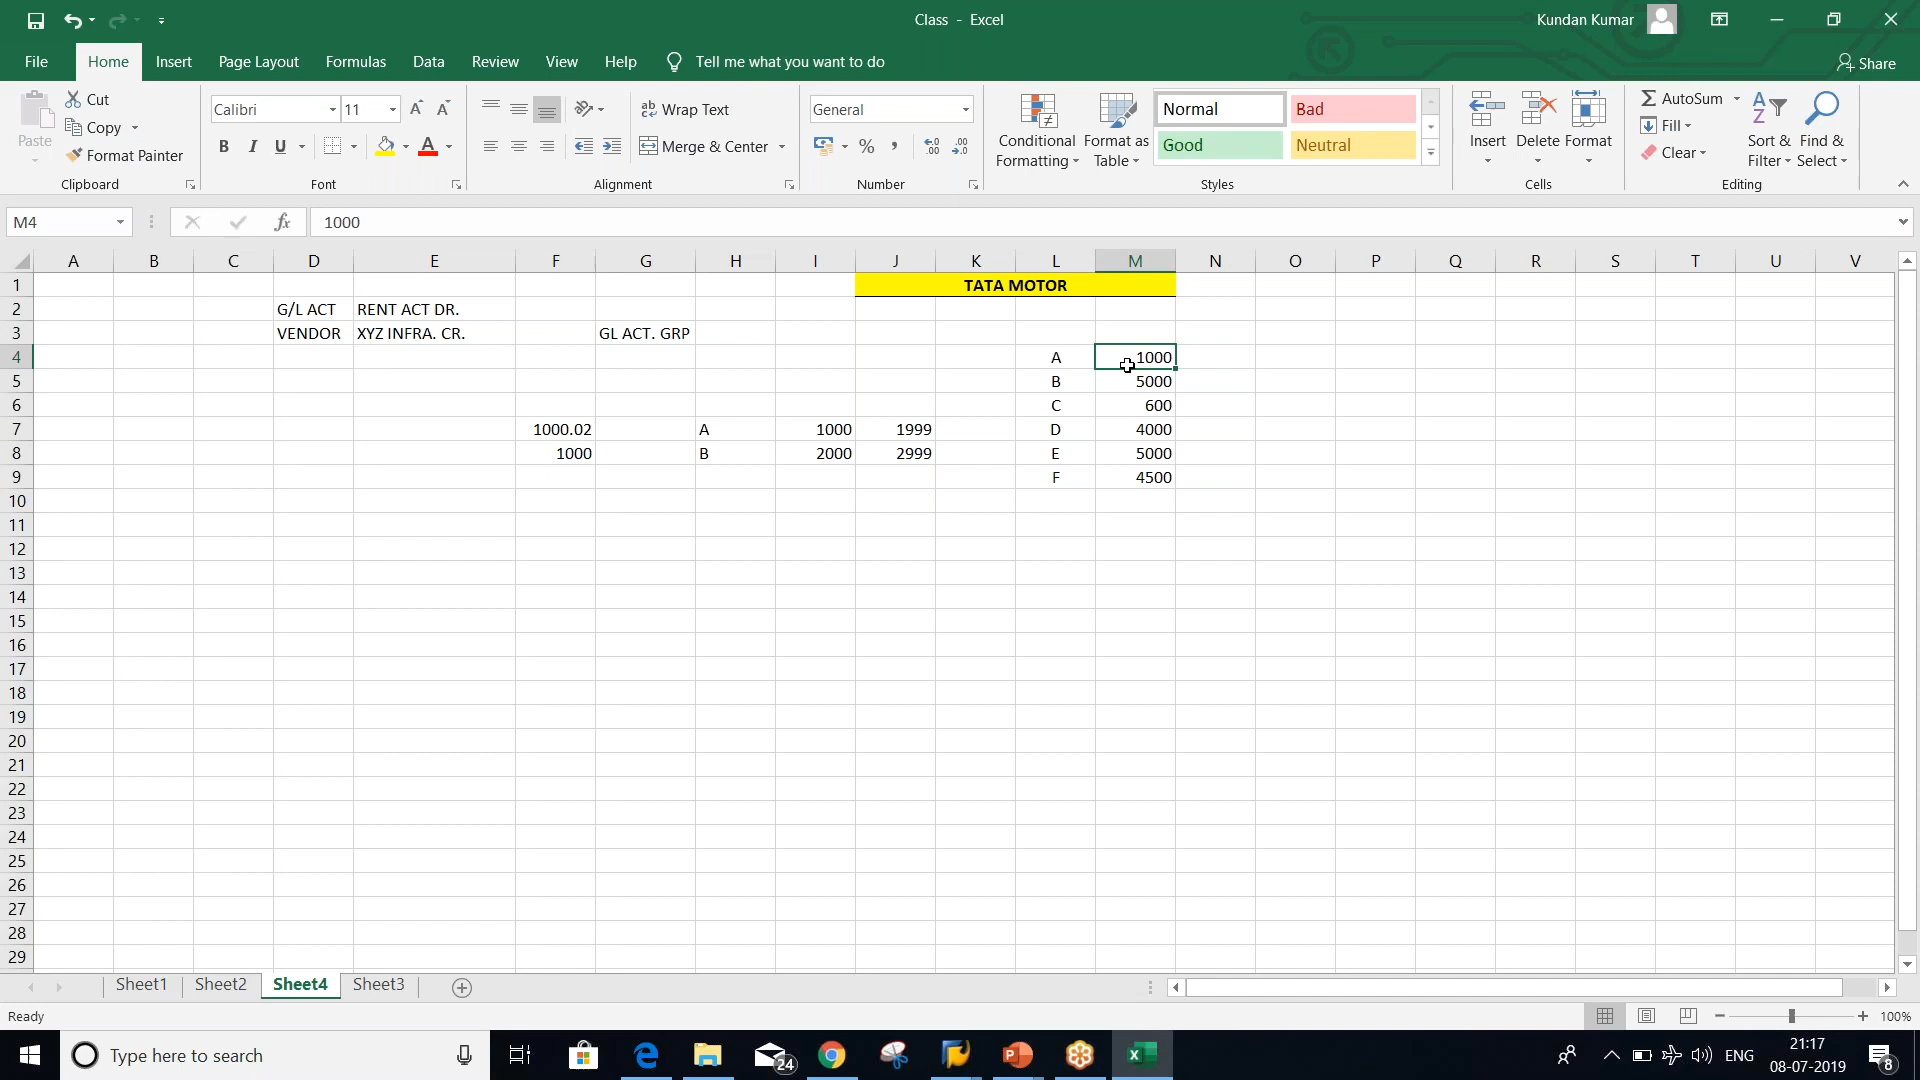 Class - Excel
Kundan Kumar
File Home Insert Page Layout Formulas Data Review View Help Tell me what you want to do
Share
Paste
Cut
Copy
Format Painter
Clipboard
Calibri 11
B I U
Font
Wrap Text
Merge & Center
Alignment
General
Number
Conditional Formatting
Format as Table
Normal Bad
Good Neutral
Styles
Insert Delete Format
Cells
AutoSum
Fill
Clear
Sort & Filter
Find & Select
Editing
M4 fx 1000
A B C D E F G H I J K L M N O P Q R S T U V
1 TATA MOTOR
2 G/L ACT RENT ACT DR.
3 VENDOR XYZ INFRA. CR. GL ACT. GRP
4 A 1000
5 B 5000
6 C 600
7 1000.02 A 1000 1999 D 4000
8 1000 B 2000 2999 E 5000
9 F 4500
10
11
12
13
14
15
16
17
18
19
20
21
22
23
24
25
26
27
28
29
Sheet1 Sheet2 Sheet4 Sheet3
Ready
100%
Type here to search
24
ENG
21:17
08-07-2019
8